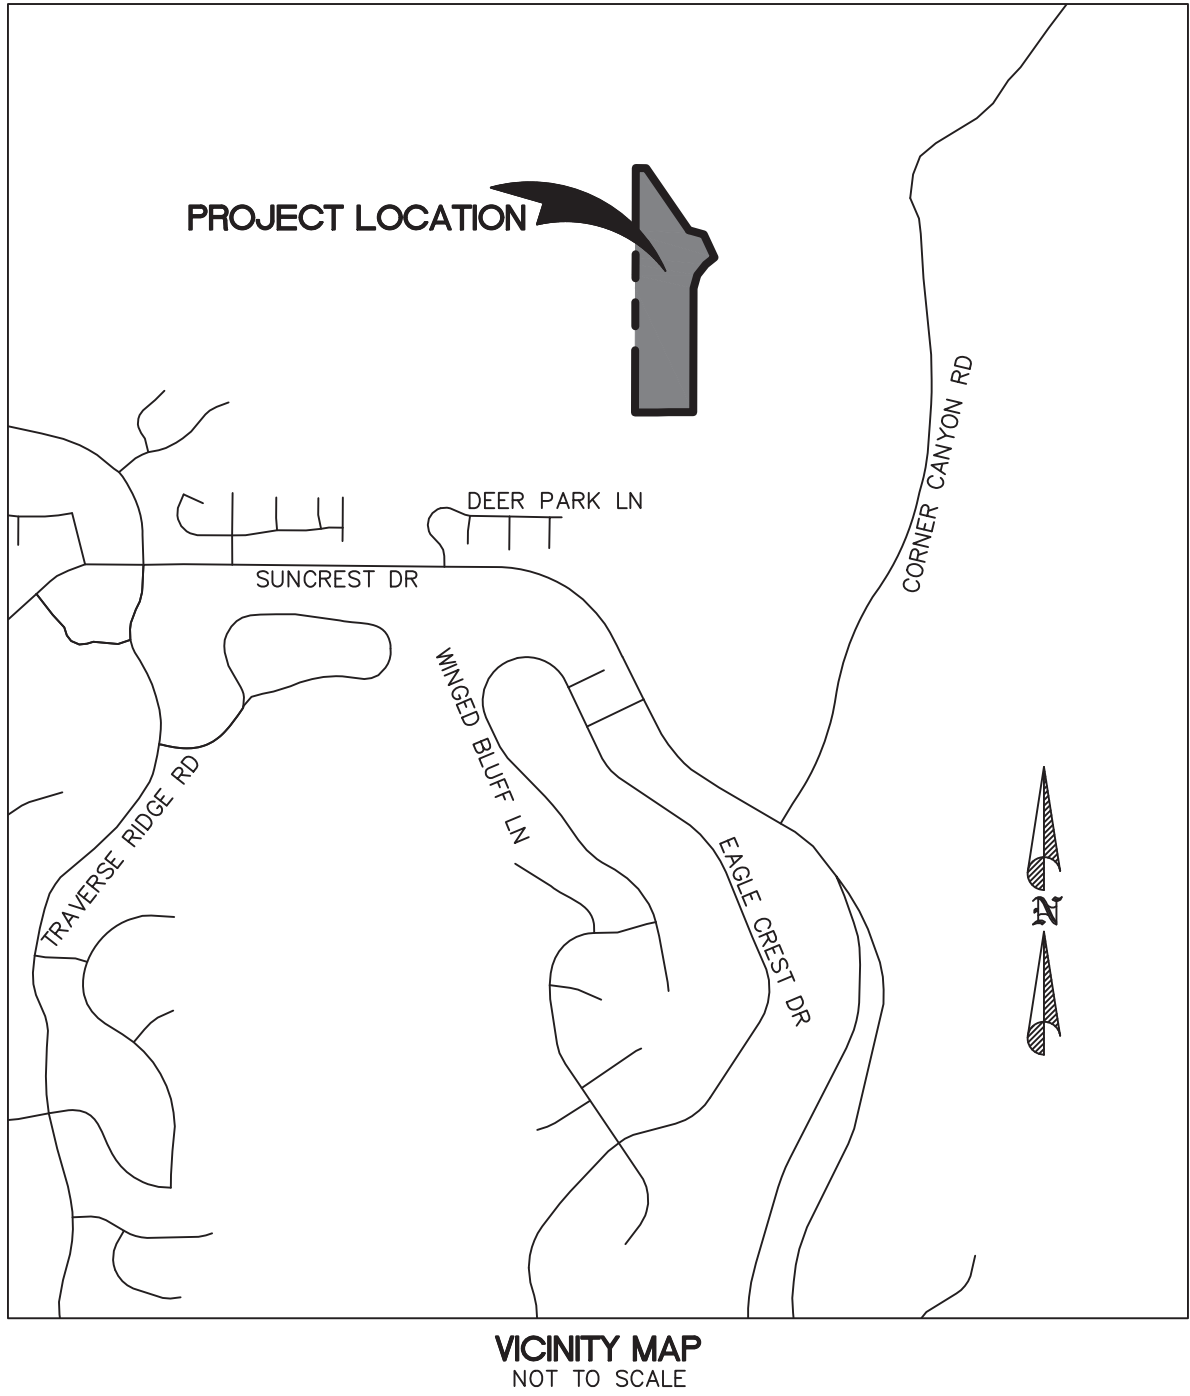 PROJECT LOCATION
CORNER CANYON RD
DEER PARK LN
SUNCREST DR
WINGED BLUFF LN
TRAVERSE RIDGE RD
EAGLE CREST DR
N
VICINITY MAP
NOT TO SCALE